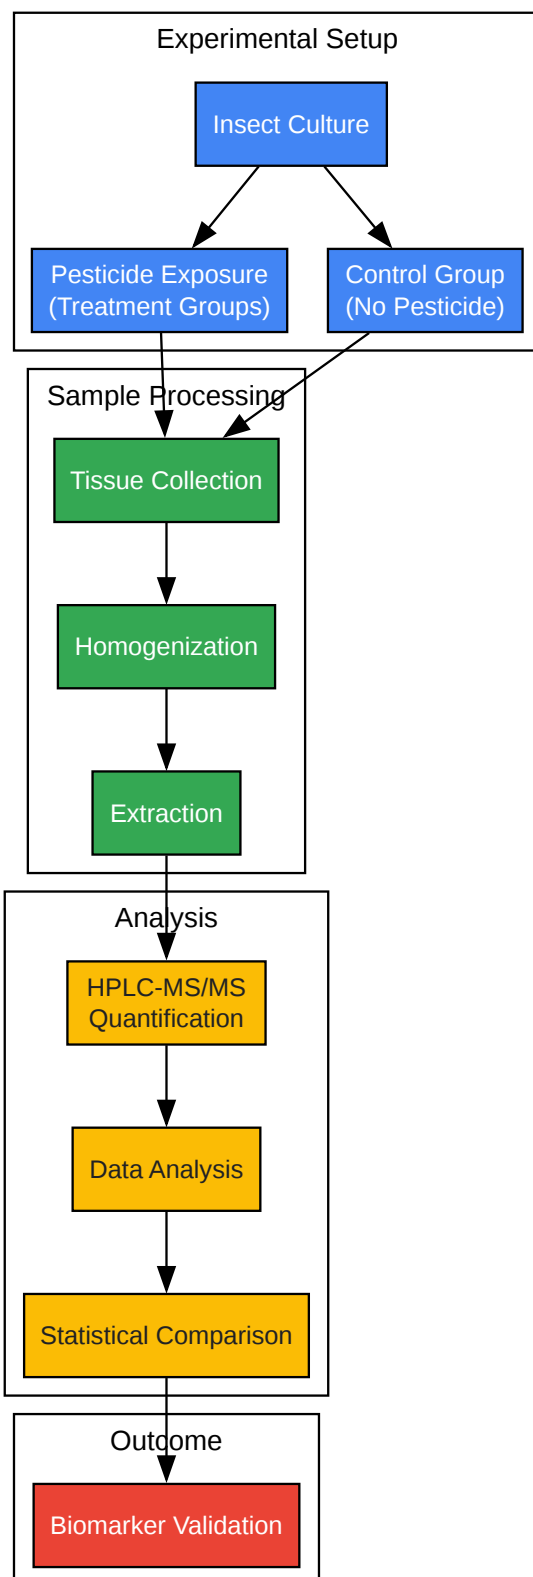 Experimental Setup
Insect Culture
Pesticide Exposure
(Treatment Groups)
Control Group
(No Pesticide)
Sample Processing
Tissue Collection
Homogenization
Extraction
Analysis
HPLC-MS/MS
Quantification
Data Analysis
Statistical Comparison
Outcome
Biomarker Validation